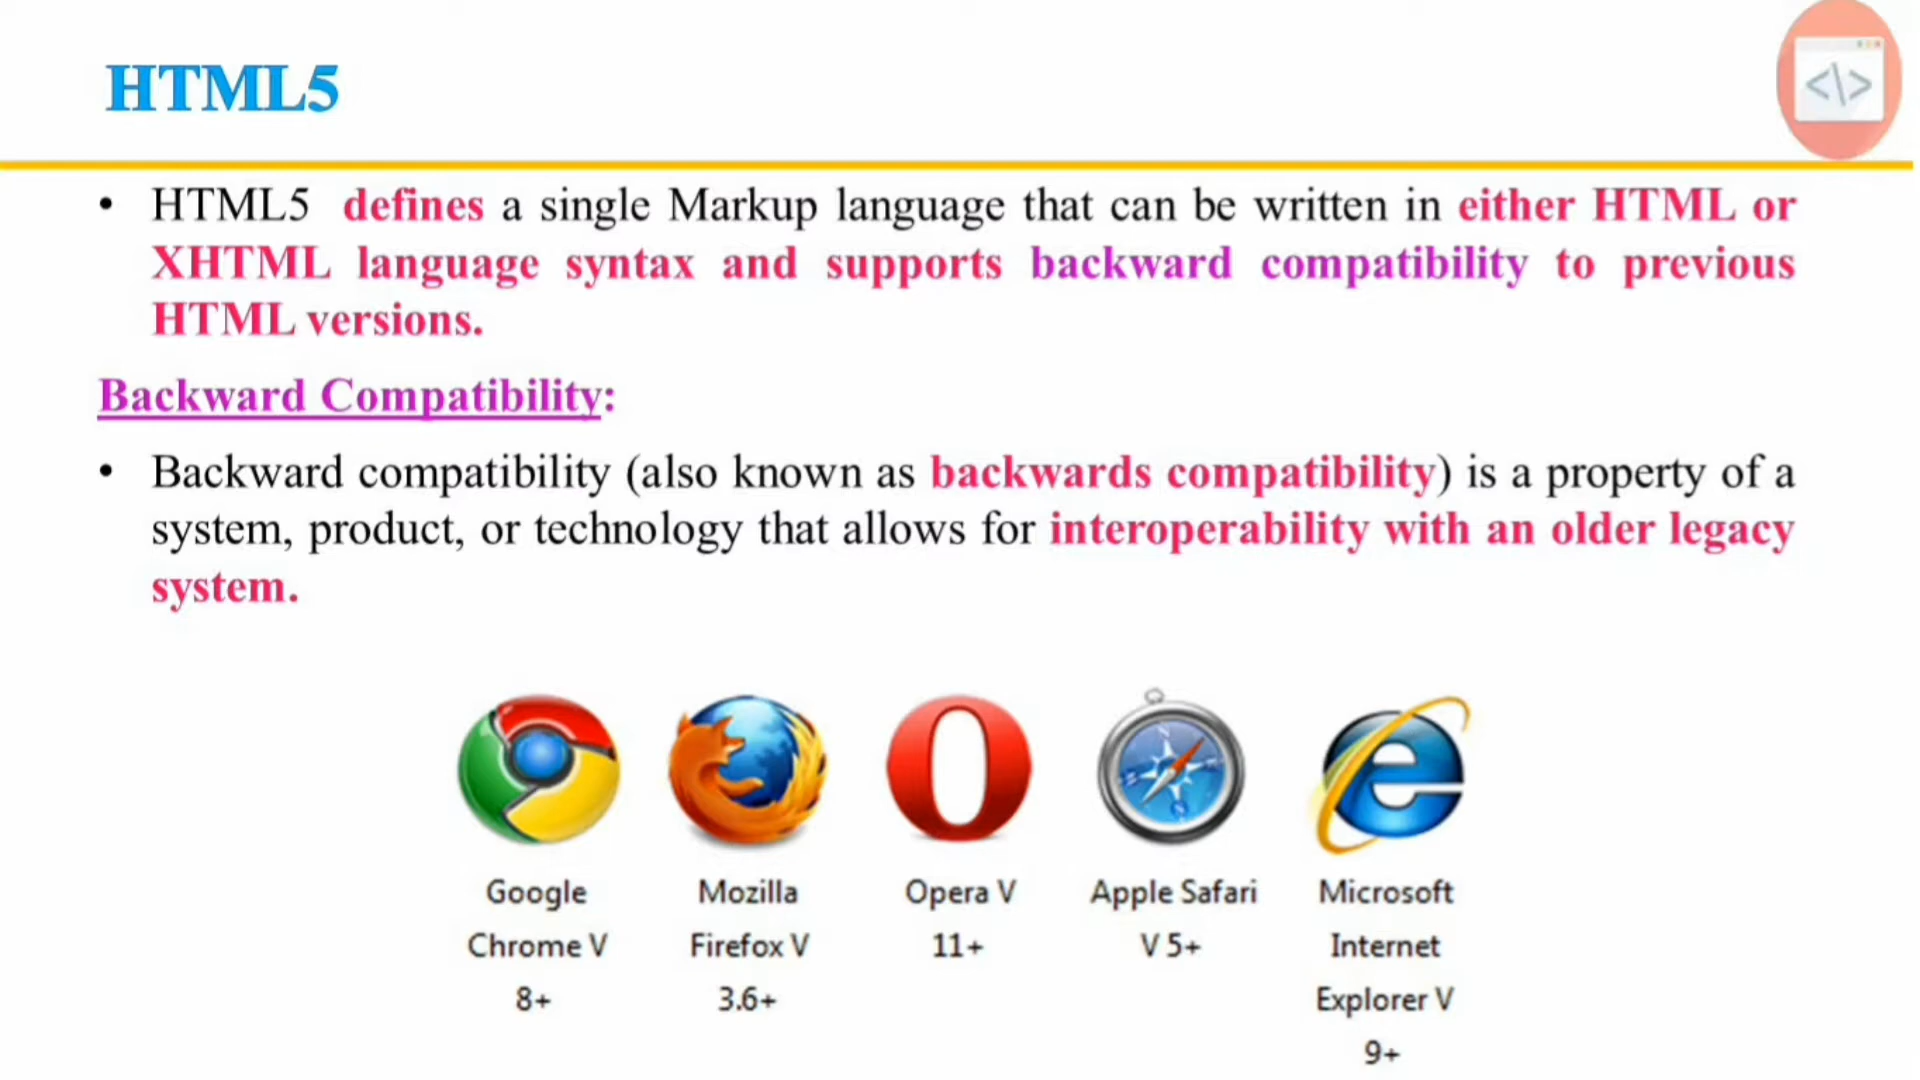 HTML5
</>
• HTML5 defines a single Markup language that can be written in either HTML or
XHTML language syntax and supports backward compatibility to previous
HTML versions.
Backward Compatibility:
• Backward compatibility (also known as backwards compatibility) is a property of a
system, product, or technology that allows for interoperability with an older legacy
system.
Google
Chrome V
8+
Mozilla
Firefox V
3.6+
Opera V
11+
Apple Safari
V 5+
Microsoft
Internet
Explorer V
9+